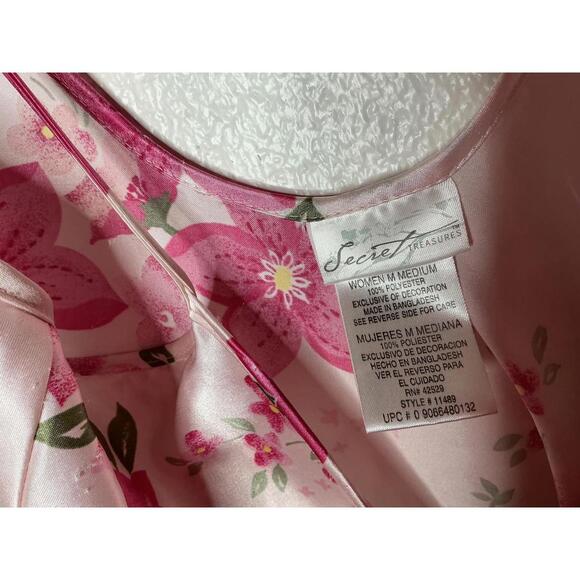 Secret
TREASURES™
WOMEN M MEDIUM
100% POLYESTER
EXCLUSIVE OF DECORATION
MADE IN BANGLADESH
SEE REVERSE SIDE FOR CARE
MUJERES M MEDIANA
100% POLIESTER
EXCLUSIVO DE DECORACION
HECHO EN BANGLADESH
VER EL REVERSO PARA
EL CUIDADO
RN# 42529
STYLE # 11489
UPC # 0 9066480132